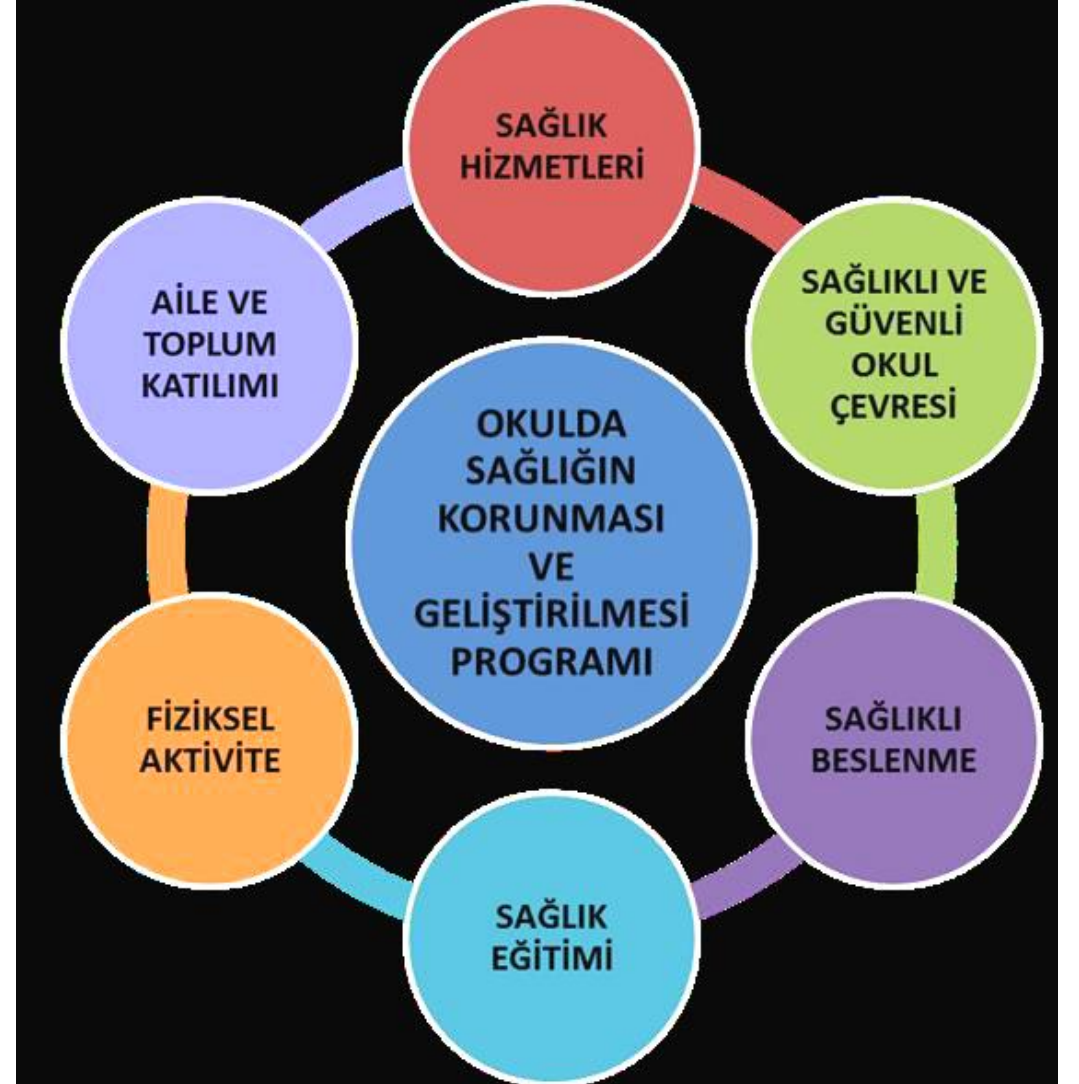 SAĞLIK
HİZMETLERİ
SAĞLIKLI VE
GÜVENLİ
OKUL
ÇEVRESİ
SAĞLIKLI
BESLENME
SAĞLIK
EĞİTİMİ
FİZİKSEL
AKTİVİTE
AİLE VE
TOPLUM
KATILIMI
OKULDA
SAĞLIĞIN
KORUNMASI
VE
GELİŞTİRİLMESİ
PROGRAMI